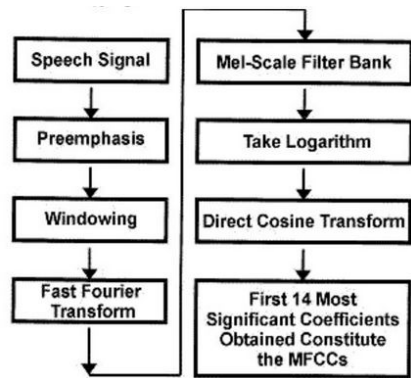 Speech Signal
Preemphasis
Windowing
Fast Fourier
Transform
Mel-Scale Filter Bank
Take Logarithm
Direct Cosine Transform
First 14 Most
Significant Coefficients
Obtained Constitute
the MFCCs